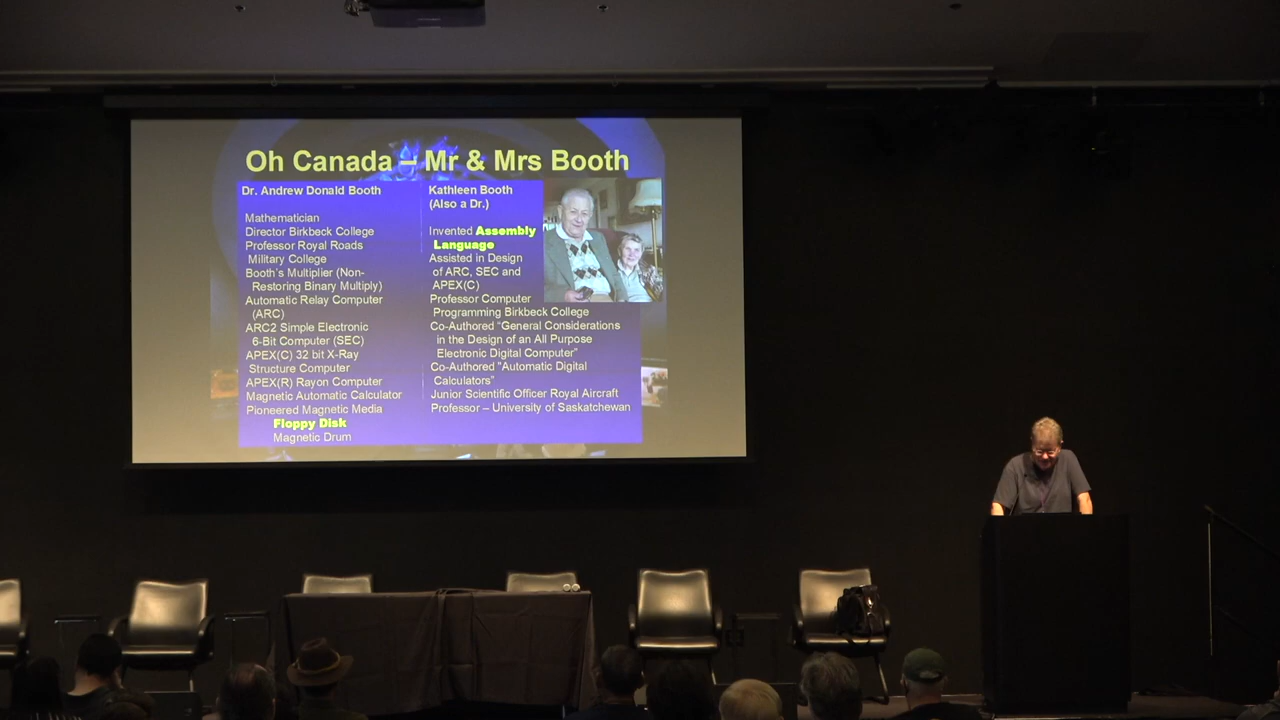 Oh Canada – Mr & Mrs Booth
Dr. Andrew Donald Booth
Mathematician
Director Birkbeck College
Professor Royal Roads
Military College
Booth's Multiplier (Non-
Restoring Binary Multiply)
Automatic Relay Computer
(ARC)
ARC2 Simple Electronic
6-Bit Computer (SEC)
APEX(C) 32 bit X-Ray
Structure Computer
APEX(R) Rayon Computer
Magnetic Automatic Calculator
Pioneered Magnetic Media
Floppy Disk
Magnetic Drum
Kathleen Booth
(Also a Dr.)
Invented Assembly
Language
Assisted in Design
of ARC, SEC and
APEX(C)
Professor Computer
Programming Birkbeck College
Co-Authored "General Considerations
in the Design of an All Purpose
Electronic Digital Computer"
Co-Authored "Automatic Digital
Calculators"
Junior Scientific Officer Royal Aircraft
Professor – University of Saskatchewan